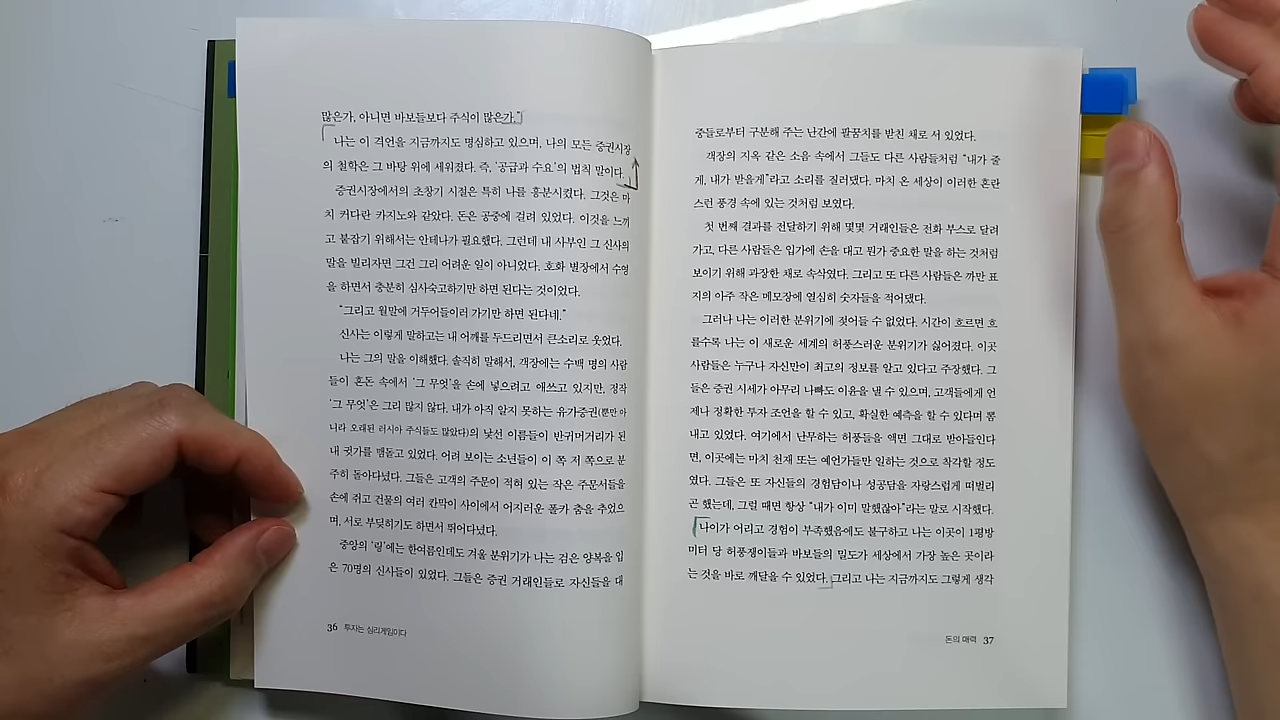 많은가, 아니면 바보들보다 주식이 많은가."
나는 이 격언을 지금까지도 명심하고 있으며, 나의 모든 증권시장
의 철학은 그 바탕 위에 세워졌다. 즉, '공급과 수요'의 법칙 말이다.
증권시장에서의 초창기 시절은 특히 나를 흥분시켰다. 그것은 마
치 커다란 카지노와 같았다. 돈은 공중에 걸려 있었다. 이것을 느끼
고 붙잡기 위해서는 안테나가 필요했다. 그런데 내 사부인 그 신사의
말을 빌리자면 그건 그리 어려운 일이 아니었다. 호화 별장에서 수영
을 하면서 충분히 심사숙고하기만 하면 된다는 것이었다.
"그리고 월말에 거두어들이러 가기만 하면 된다네."
신사는 이렇게 말하고는 내 어깨를 두드리면서 큰소리로 웃었다.
나는 그의 말을 이해했다. 솔직히 말해서, 객장에는 수백 명의 사람
들이 혼돈 속에서 '그 무엇'을 손에 넣으려고 애쓰고 있지만, 정작
'그 무엇'은 그리 많지 않다. 내가 아직 알지 못하는 유가증권(뿐만 아
니라 오래된 러시아 주식들도 많았다)의 낯선 이름들이 반귀머거리가 된
내 귓가를 맴돌고 있었다. 어려 보이는 소년들이 이 쪽 저 쪽으로 분
주히 돌아다녔다. 그들은 고객의 주문이 적혀 있는 작은 주문서들을
손에 쥐고 건물의 여러 칸막이 사이에서 어지러운 폴카 춤을 추었으
며, 서로 부딪히기도 하면서 뛰어다녔다.
중앙의 '링'에는 한여름인데도 겨울 분위기가 나는 검은 양복을 입
은 70명의 신사들이 있었다. 그들은 증권 거래인들로 자신들을 대
36 투자는 심리게임이다
중들로부터 구분해 주는 난간에 팔꿈치를 받친 채로 서 있었다.
객장의 지옥 같은 소음 속에서 그들도 다른 사람들처럼 "내가 줄
게, 내가 받을게"라고 소리를 질러댔다. 마치 온 세상이 이러한 혼란
스런 풍경 속에 있는 것처럼 보였다.
첫 번째 결과를 전달하기 위해 몇몇 거래인들은 전화 부스로 달려
가고, 다른 사람들은 입가에 손을 대고 뭔가 중요한 말을 하는 것처럼
보이기 위해 과장한 채로 속삭였다. 그리고 또 다른 사람들은 까만 표
지의 아주 작은 메모장에 열심히 숫자들을 적어댔다.
그러나 나는 이러한 분위기에 젖어들 수 없었다. 시간이 흐르면 흐
를수록 나는 이 새로운 세계의 허풍스러운 분위기가 싫어졌다. 이곳
사람들은 누구나 자신만이 최고의 정보를 알고 있다고 주장했다. 그
들은 증권 시세가 아무리 나빠도 이윤을 낼 수 있으며, 고객들에게 언
제나 정확한 투자 조언을 할 수 있고, 확실한 예측을 할 수 있다며 뽐
내고 있었다. 여기에서 난무하는 허풍들을 액면 그대로 받아들인다
면, 이곳에는 마치 천재 또는 예언가들만 일하는 것으로 착각할 정도
였다. 그들은 또 자신들의 경험담이나 성공담을 자랑스럽게 떠벌리
곤 했는데, 그럴 때면 항상 "내가 이미 말했잖아"라는 말로 시작했다.
나이가 어리고 경험이 부족했음에도 불구하고 나는 이곳이 1평방
미터 당 허풍쟁이들과 바보들의 밀도가 세상에서 가장 높은 곳이라
는 것을 바로 깨달을 수 있었다. 그리고 나는 지금까지도 그렇게 생각
돈의 매력 37